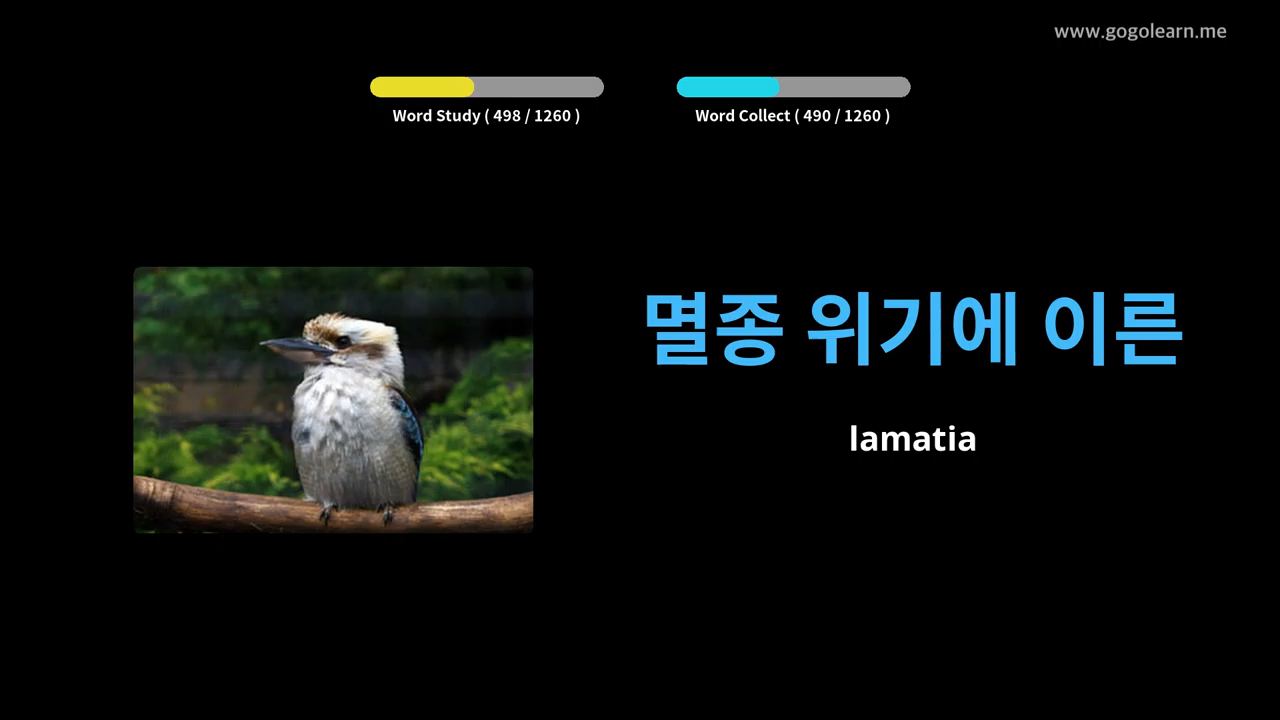 www.gogolearn.me
Word Study ( 498 / 1260 )
Word Collect ( 490 / 1260 )
멸종 위기에 이른
lamatia